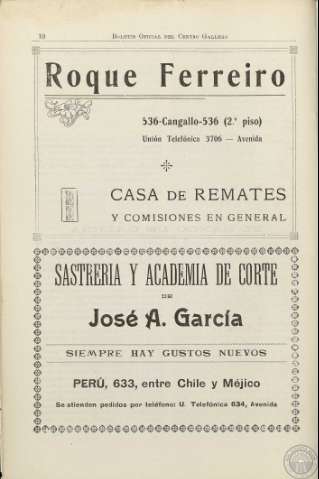 10 BOLETIN OFICIAL DEL CENTRO GALLEGO
Roque Ferreiro
536-Cangallo-536 (2.º piso)
Unión Telefónica 3706 — Avenida
CASA DE REMATES
Y COMISIONES EN GENERAL
SASTRERIA Y ACADEMIA DE CORTE
DE
José A. García
SIEMPRE HAY GUSTOS NUEVOS
PERÚ, 633, entre Chile y Méjico
Se atienden pedidos por teléfono: U. Telefónica 634, Avenida